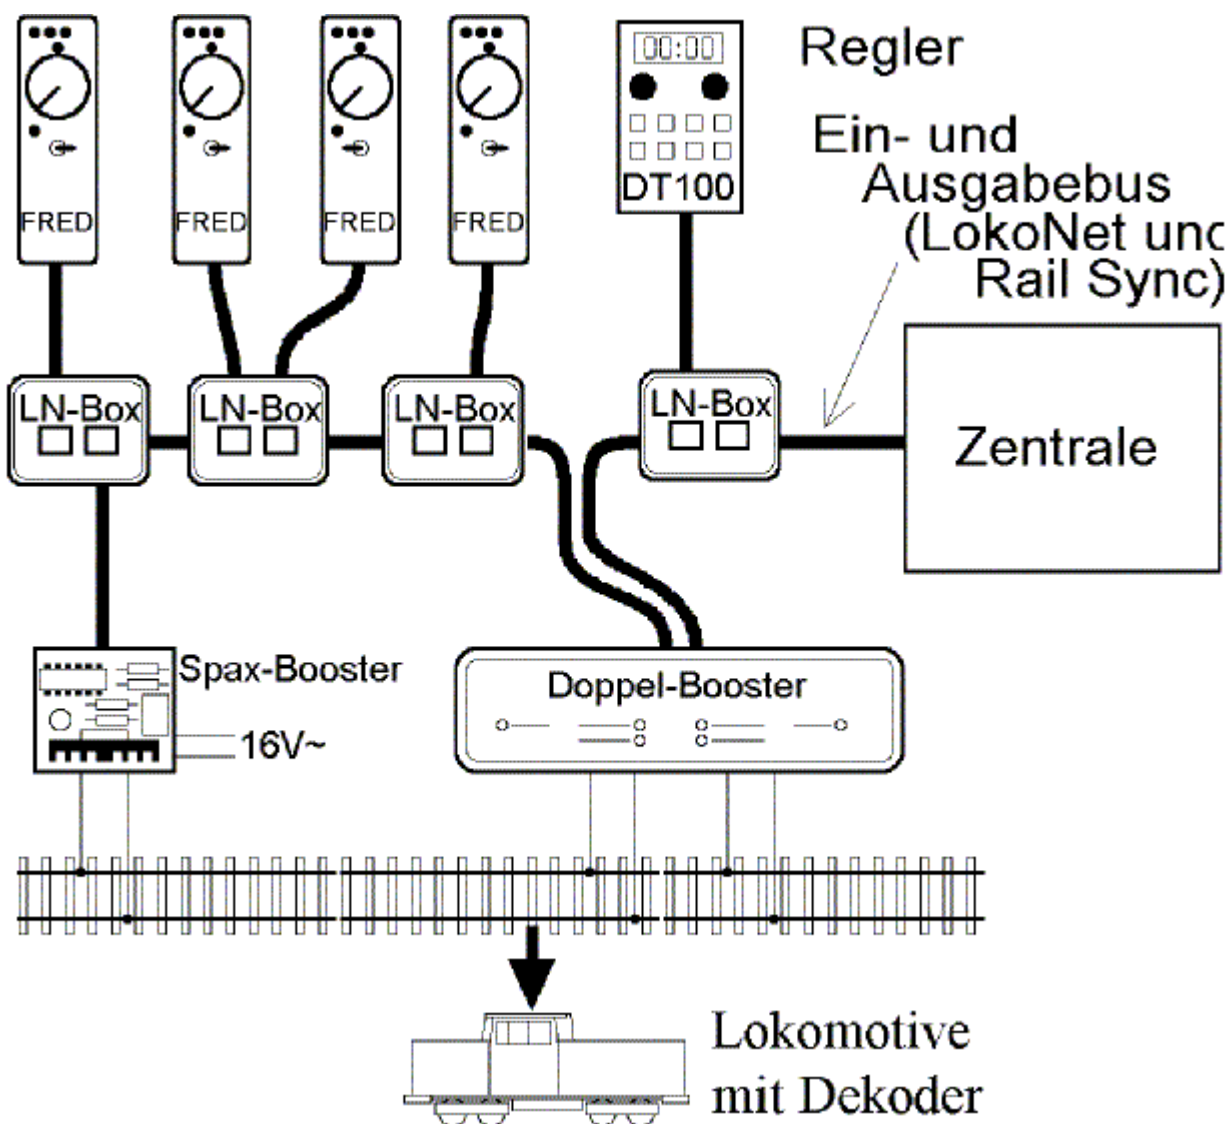 00:00
Regler
Ein- und
Ausgabebus
(LokoNet und
Rail Sync)
DT100
FRED
FRED
FRED
FRED
LN-Box
LN-Box
LN-Box
LN-Box
Zentrale
Spax-Booster
16V~
Doppel-Booster
Lokomotive
mit Dekoder